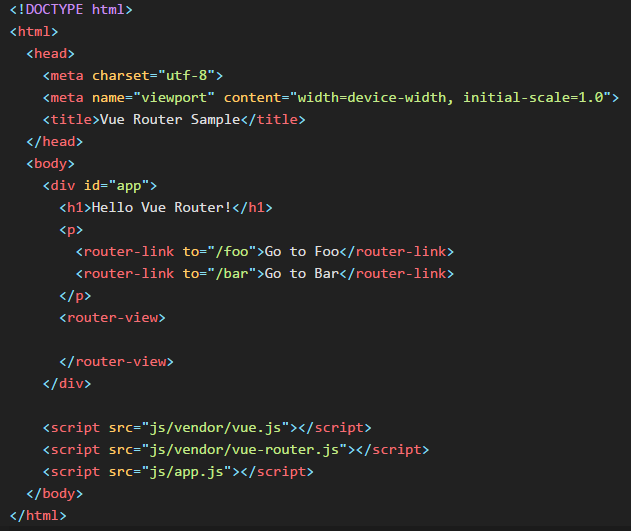 <!DOCTYPE html>
<html>
  <head>
    <meta charset="utf-8">
    <meta name="viewport" content="width=device-width, initial-scale=1.0">
    <title>Vue Router Sample</title>
  </head>
  <body>
    <div id="app">
      <h1>Hello Vue Router!</h1>
      <p>
        <router-link to="/foo">Go to Foo</router-link>
        <router-link to="/bar">Go to Bar</router-link>
      </p>
      <router-view>

      </router-view>
    </div>

    <script src="js/vendor/vue.js"></script>
    <script src="js/vendor/vue-router.js"></script>
    <script src="js/app.js"></script>
  </body>
</html>